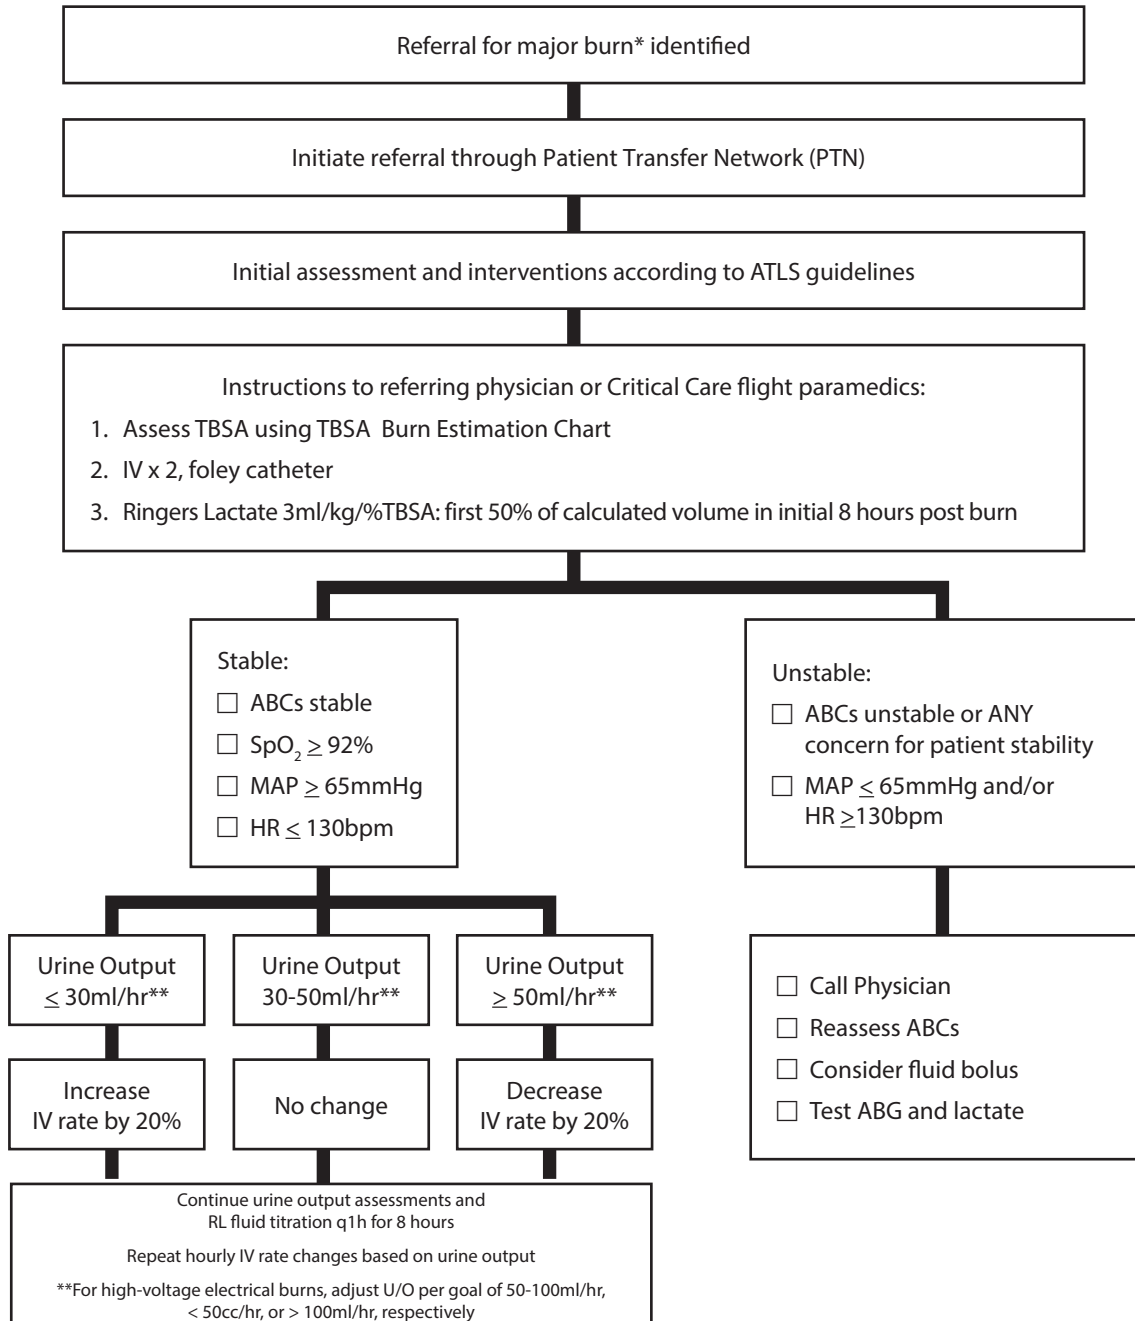 Referral for major burn* identified
Initiate referral through Patient Transfer Network (PTN)
Initial assessment and interventions according to ATLS guidelines
Instructions to referring physician or Critical Care flight paramedics:
1. Assess TBSA using TBSA Burn Estimation Chart
2. IV x 2, foley catheter
3. Ringers Lactate 3ml/kg/%TBSA: first 50% of calculated volume in initial 8 hours post burn
Stable:
☐ ABCs stable
☐ SpO₂ ≥ 92%
☐ MAP ≥ 65mmHg
☐ HR ≤ 130bpm
Unstable:
☐ ABCs unstable or ANY
concern for patient stability
☐ MAP ≤ 65mmHg and/or
HR ≥130bpm
Urine Output
≤ 30ml/hr**
Urine Output
30-50ml/hr**
Urine Output
≥ 50ml/hr**
Increase
IV rate by 20%
No change
Decrease
IV rate by 20%
☐ Call Physician
☐ Reassess ABCs
☐ Consider fluid bolus
☐ Test ABG and lactate
Continue urine output assessments and
RL fluid titration q1h for 8 hours
Repeat hourly IV rate changes based on urine output
**For high-voltage electrical burns, adjust U/O per goal of 50-100ml/hr,
< 50cc/hr, or > 100ml/hr, respectively